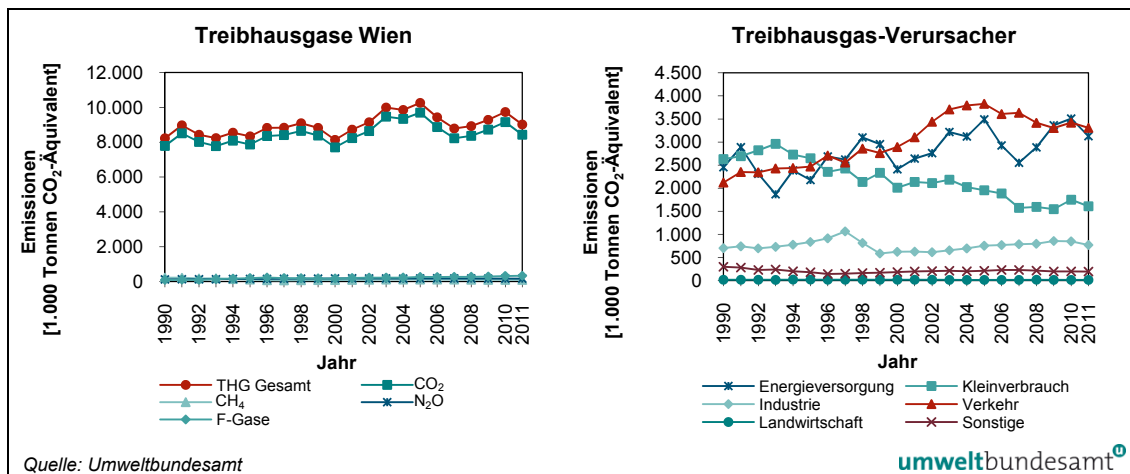 Treibhausgase Wien
Emissionen
[1.000 Tonnen CO₂-Äquivalent]
12.000
10.000
8.000
6.000
4.000
2.000
0
1990
1992
1994
1996
1998
2000
2002
2004
2006
2008
2010
2011
Jahr
THG Gesamt
CO₂
CH₄
N₂O
F-Gase
Treibhausgas-Verursacher
Emissionen
[1.000 Tonnen CO₂-Äquivalent]
4.500
4.000
3.500
3.000
2.500
2.000
1.500
1.000
500
0
1990
1992
1994
1996
1998
2000
2002
2004
2006
2008
2010
2011
Jahr
Energieversorgung
Kleinverbrauch
Industrie
Verkehr
Landwirtschaft
Sonstige
Quelle: Umweltbundesamt
umweltbundesamt u